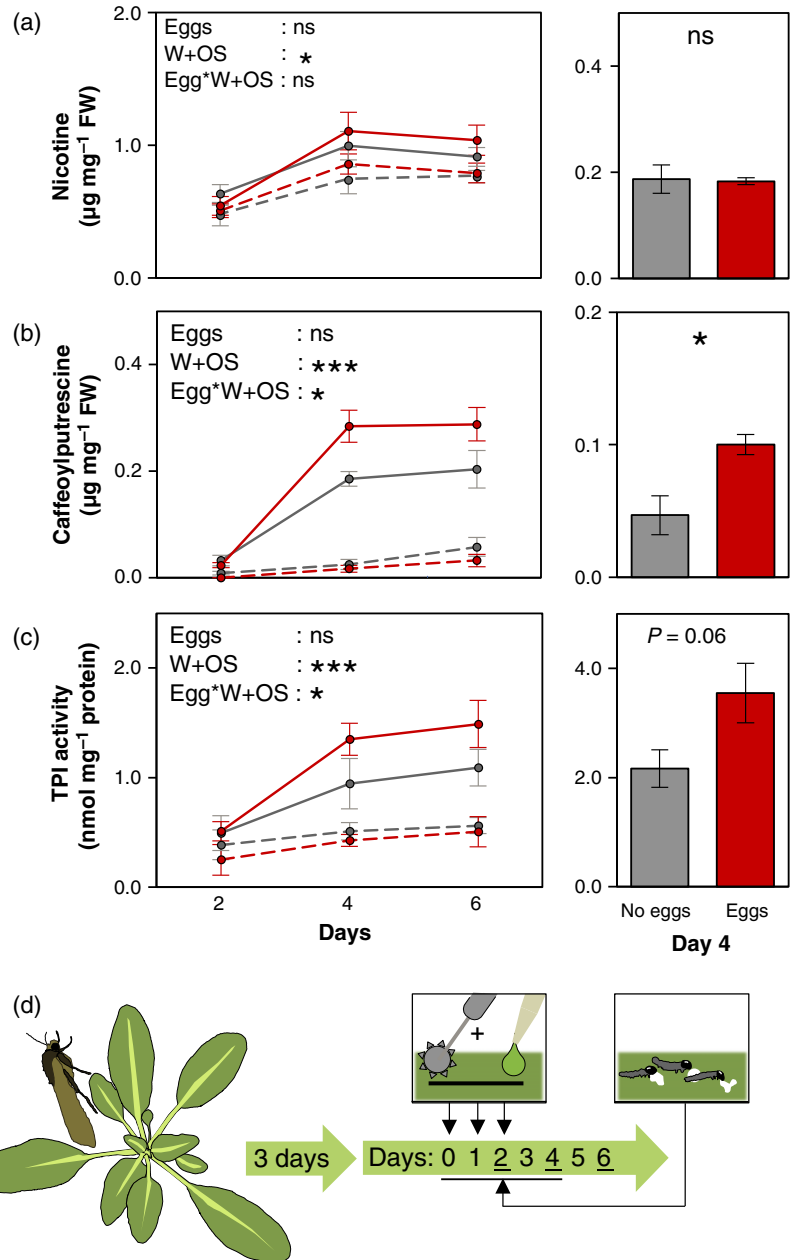 (a)
Nicotine
(µg mg−1 FW)
2.0
1.0
0.0
Eggs : ns
W+OS : *
Egg*W+OS : ns
0.4
0.2
0.0
ns
(b)
Caffeoylputrescine
(µg mg−1 FW)
0.4
0.2
0.0
Eggs : ns
W+OS : ***
Egg*W+OS : *
0.2
0.1
0.0
*
(c)
TPI activity
(nmol mg−1 protein)
2.0
1.0
0.0
Eggs : ns
W+OS : ***
Egg*W+OS : *
2 4 6
Days
4.0
2.0
0.0
P = 0.06
No eggs Eggs
Day 4
(d)
+
3 days
Days: 0 1 2 3 4 5 6